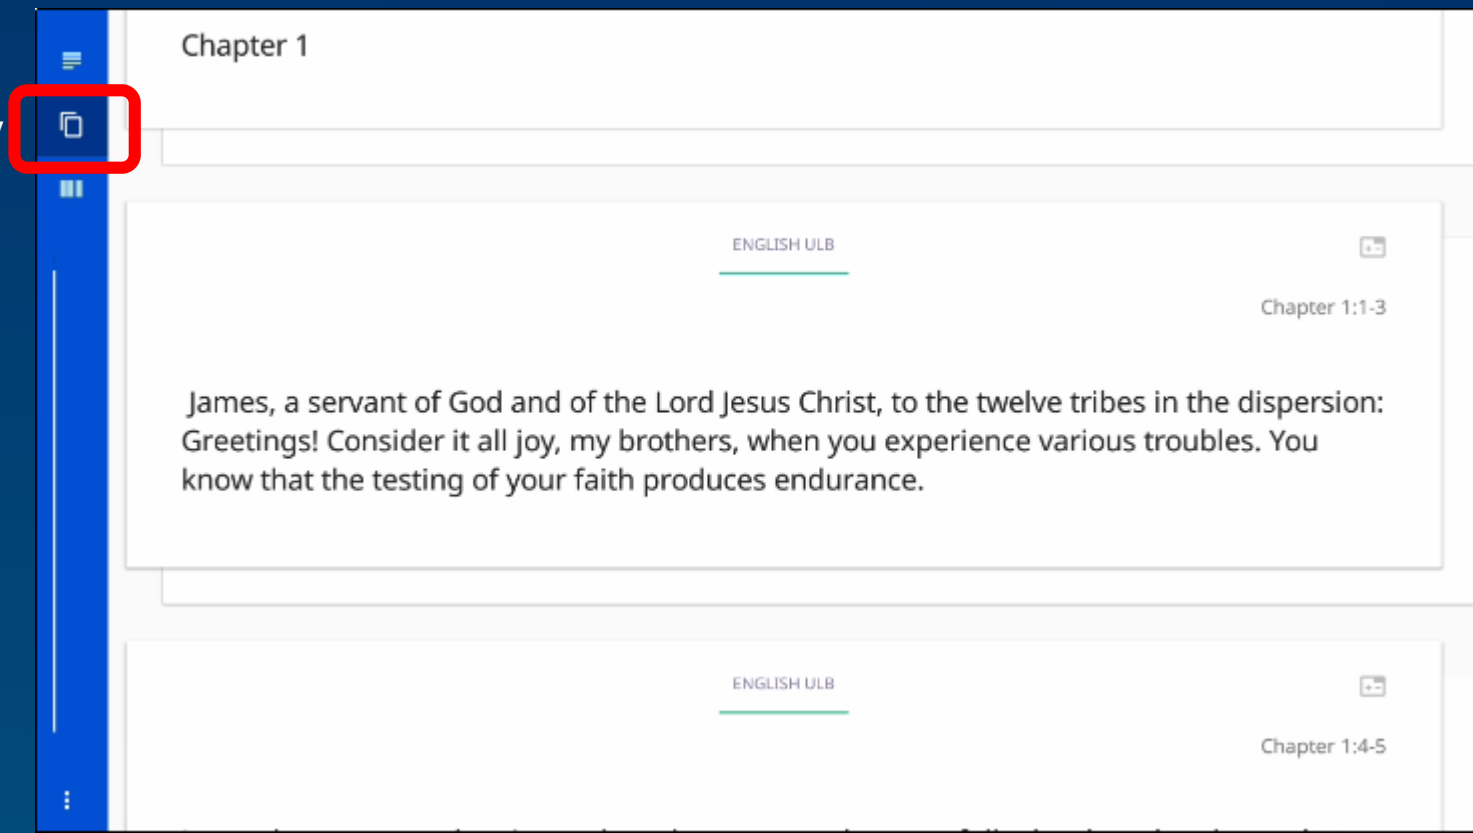 Chapter 1
ENGLISH ULB
Chapter 1:1-3
James, a servant of God and of the Lord Jesus Christ, to the twelve tribes in the dispersion:
Greetings! Consider it all joy, my brothers, when you experience various troubles. You
know that the testing of your faith produces endurance.
ENGLISH ULB
Chapter 1:4-5